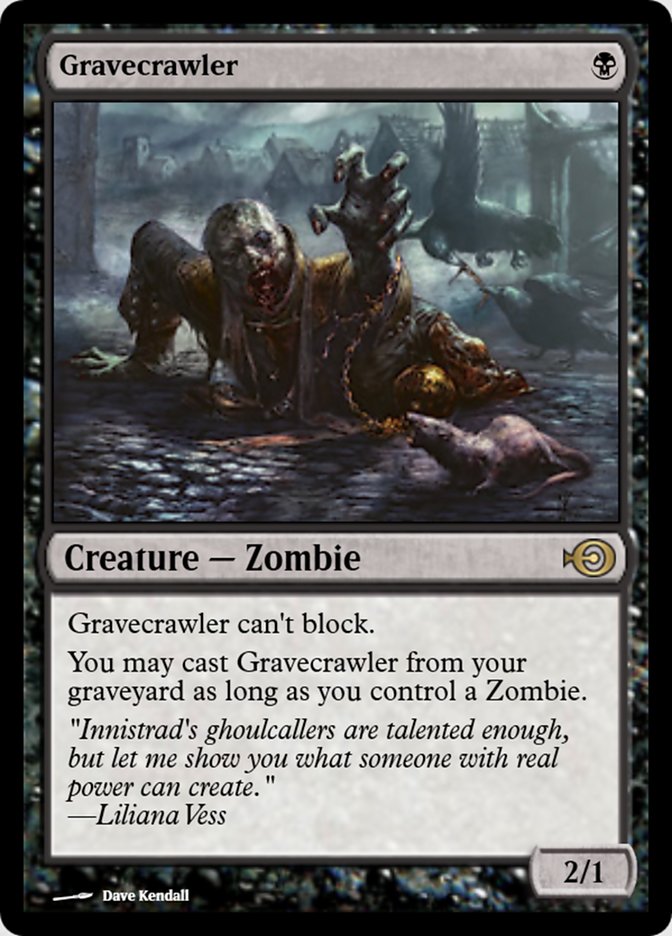 Gravecrawler
Creature — Zombie
Gravecrawler can't block.
You may cast Gravecrawler from your
graveyard as long as you control a Zombie.
"Innistrad's ghoulcallers are talented enough,
but let me show you what someone with real
power can create."
—Liliana Vess
2/1
Dave Kendall